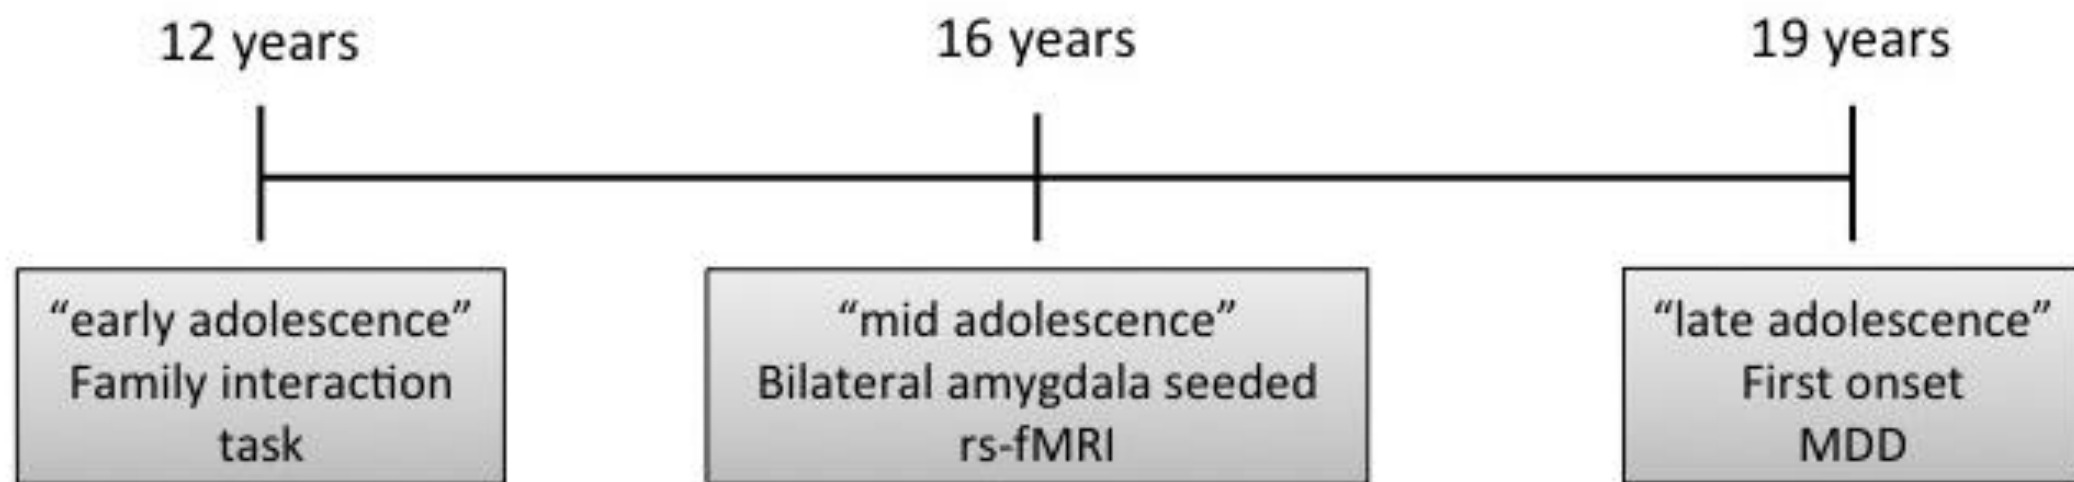 12 years
16 years
19 years
“early adolescence”
Family interaction
task
“mid adolescence”
Bilateral amygdala seeded
rs-fMRI
“late adolescence”
First onset
MDD